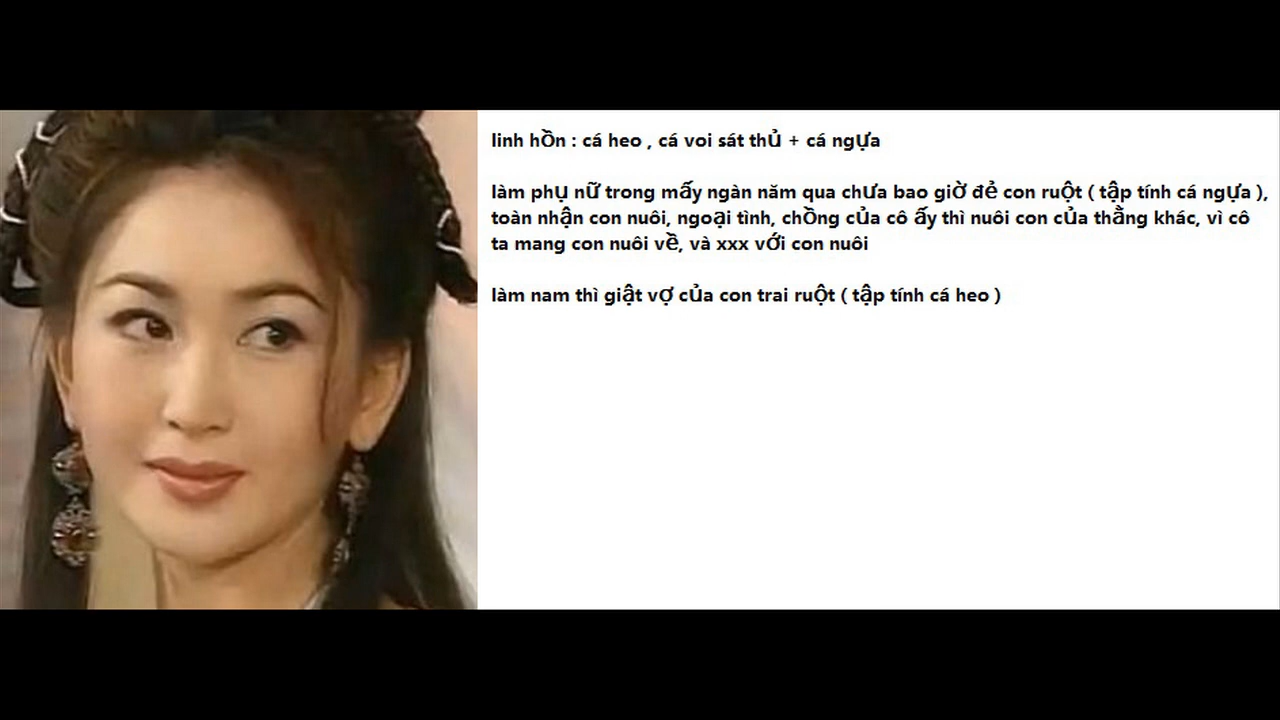 linh hồn : cá heo , cá voi sát thủ + cá ngựa
làm phụ nữ trong mấy ngàn năm qua chưa bao giờ đẻ con ruột ( tập tính cá ngựa ),
toàn nhận con nuôi, ngoại tình, chồng của cô ấy thì nuôi con của thằng khác, vì cô
ta mang con nuôi về, và xxx với con nuôi
làm nam thì giật vợ của con trai ruột ( tập tính cá heo )